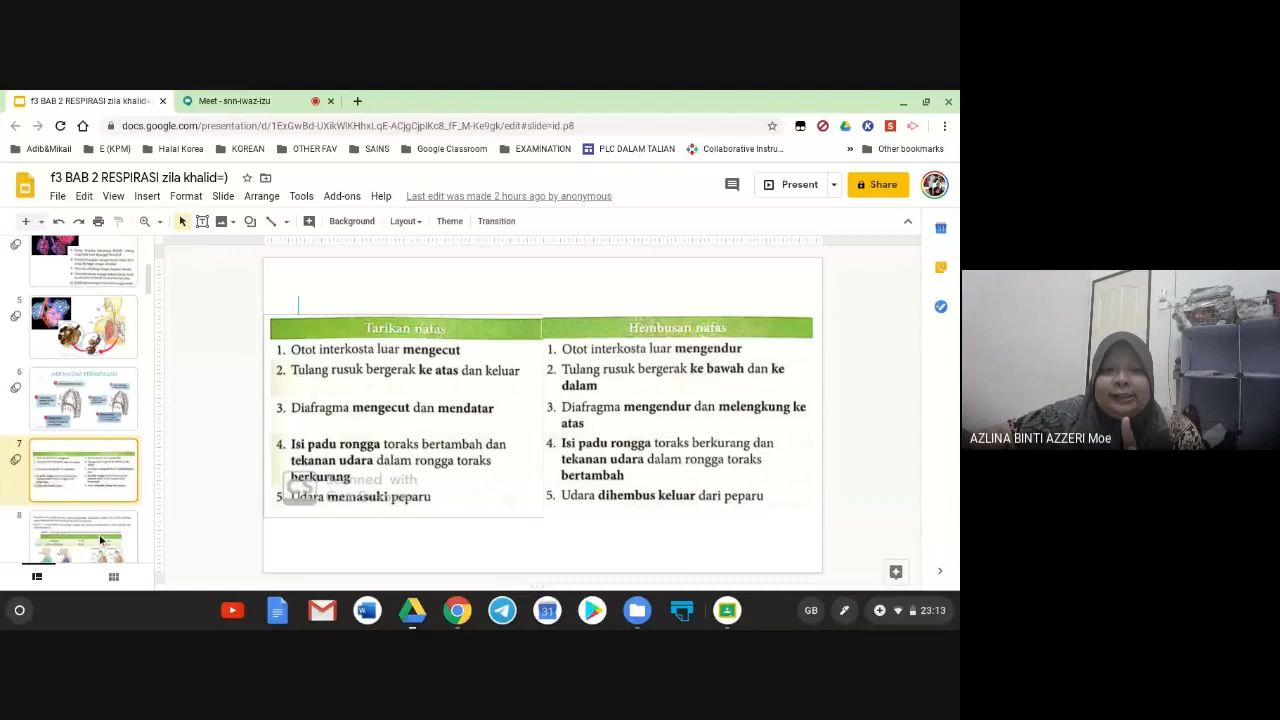 f3 BAB 2 RESPIRASI zila khalid=
Meet - snn-iwaz-izu
docs.google.com/presentation/d/1ExGwBd-UXikWlKHhxLqE-ACjgCjpIKc8_fF_M-Ke9gk/edit#slide=id.p8
Adib&Mikail
E (KPM)
Halal Korea
KOREAN
OTHER FAV
SAINS
Google Classroom
EXAMINATION
PLC DALAM TALIAN
Collaborative Instru...
Other bookmarks
f3 BAB 2 RESPIRASI zila khalid=)
Present
Share
File Edit View Insert Format Slide Arrange Tools Add-ons Help Last edit was made 2 hours ago by anonymous
Background Layout Theme Transition
5
6
MEKANISMA PERNAFASAN
7
8
Tarikan nafas
1. Otot interkosta luar mengecut
2. Tulang rusuk bergerak ke atas dan keluar
3. Diafragma mengecut dan mendatar
4. Isi padu rongga toraks bertambah dan
tekanan udara dalam rongga toraks
berkurang
5. Udara memasuki peparu
Hembusan nafas
1. Otot interkosta luar mengendur
2. Tulang rusuk bergerak ke bawah dan ke
dalam
3. Diafragma mengendur dan melengkung ke
atas
4. Isi padu rongga toraks berkurang dan
tekanan udara dalam rongga toraks
bertambah
5. Udara dihembus keluar dari peparu
AZLINA BINTI AZZERI Moe
GB
23:13